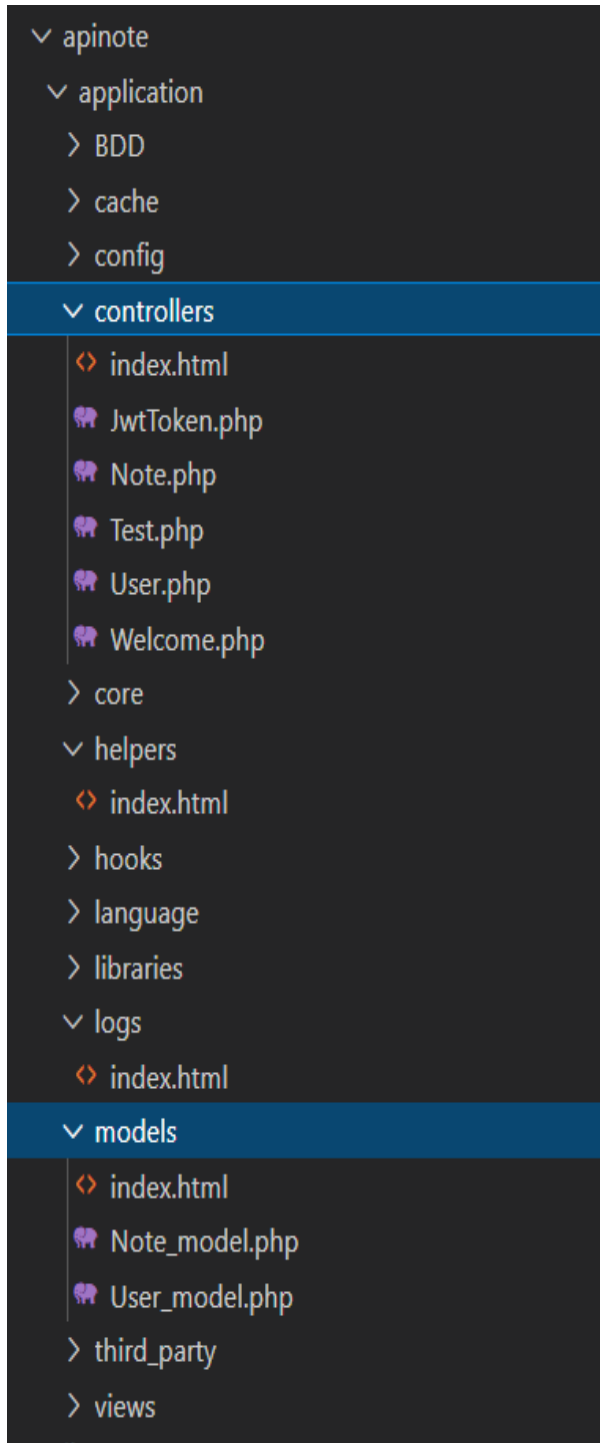 apinote
application
BDD
cache
config
controllers
index.html
JwtToken.php
Note.php
Test.php
User.php
Welcome.php
core
helpers
index.html
hooks
language
libraries
logs
index.html
models
index.html
Note_model.php
User_model.php
third_party
views